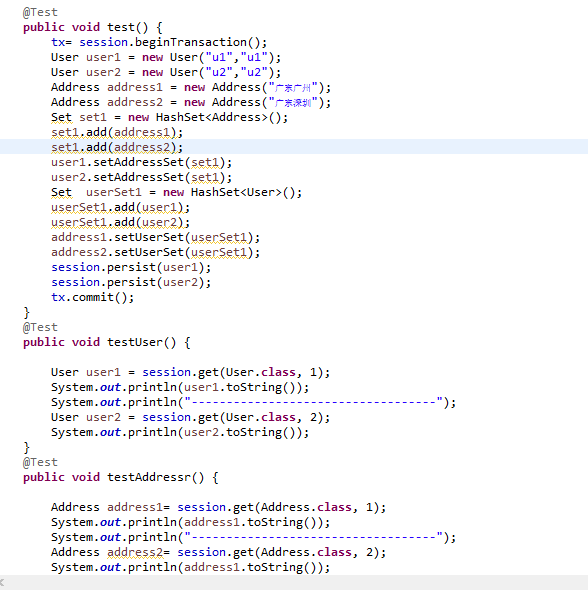 @Test
public void test() {
tx= session.beginTransaction();
User user1 = new User("u1","u1");
User user2 = new User("u2","u2");
Address address1 = new Address("广东广州");
Address address2 = new Address("广东深圳");
Set set1 = new HashSet<Address>();
set1.add(address1);
set1.add(address2);
user1.setAddressSet(set1);
user2.setAddressSet(set1);
Set  userSet1 = new HashSet<User>();
userSet1.add(user1);
userSet1.add(user2);
address1.setUserSet(userSet1);
address2.setUserSet(userSet1);
session.persist(user1);
session.persist(user2);
tx.commit();
}
@Test
public void testUser() {
User user1 = session.get(User.class, 1);
System.out.println(user1.toString());
System.out.println("-----------------------------------");
User user2 = session.get(User.class, 2);
System.out.println(user2.toString());
}
@Test
public void testAddressr() {
Address address1= session.get(Address.class, 1);
System.out.println(address1.toString());
System.out.println("-----------------------------------");
Address address2= session.get(Address.class, 2);
System.out.println(address1.toString());